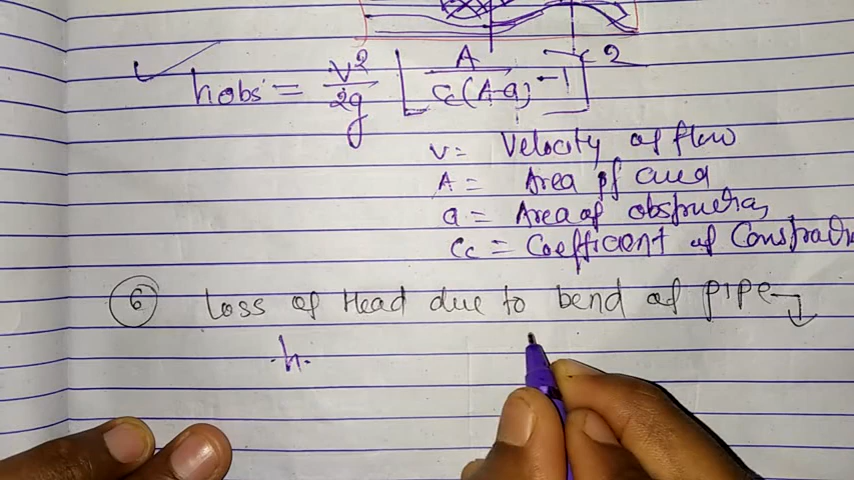 hobs = V²/2g [A/Cc(A-a) - 1]²
V = Velocity of flow
A = Area of area
a = Area of obstruction,
Cc = Coefficient of
6 Loss of Head due to bend of pipe
h